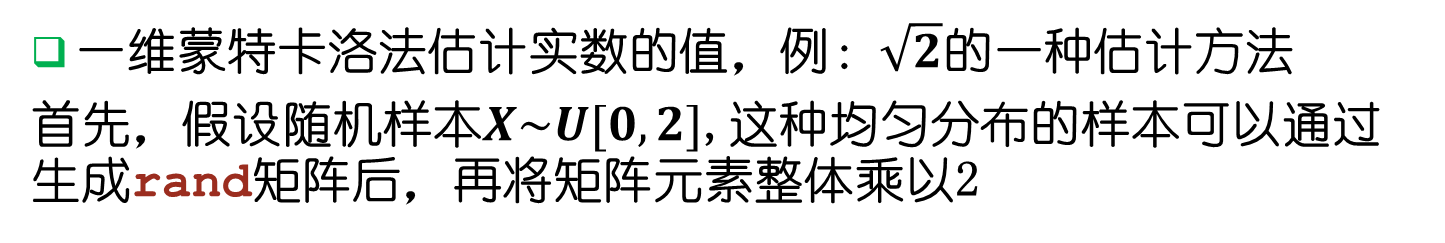 一维蒙特卡洛法估计实数的值，例：√2的一种估计方法
首先，假设随机样本X~U[0,2],这种均匀分布的样本可以通过
生成rand矩阵后，再将矩阵元素整体乘以2